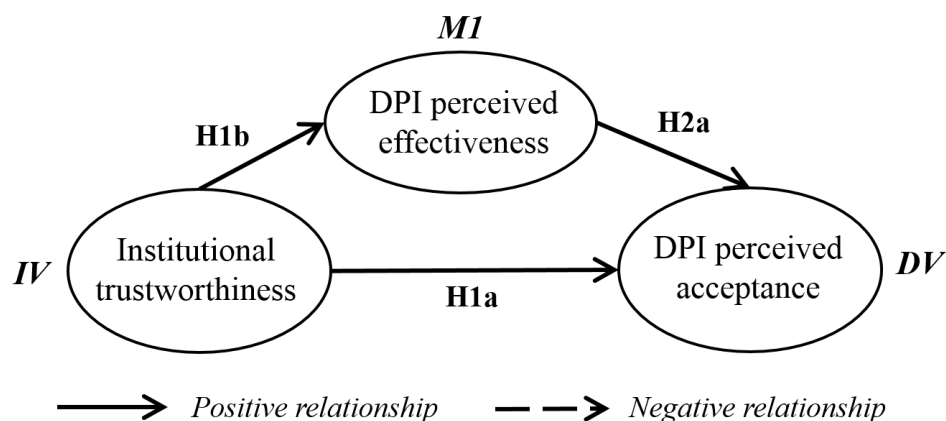 M1
DPI perceived
effectiveness
H1b
H2a
IV
Institutional
trustworthiness
H1a
DPI perceived
acceptance
DV
Positive relationship
Negative relationship